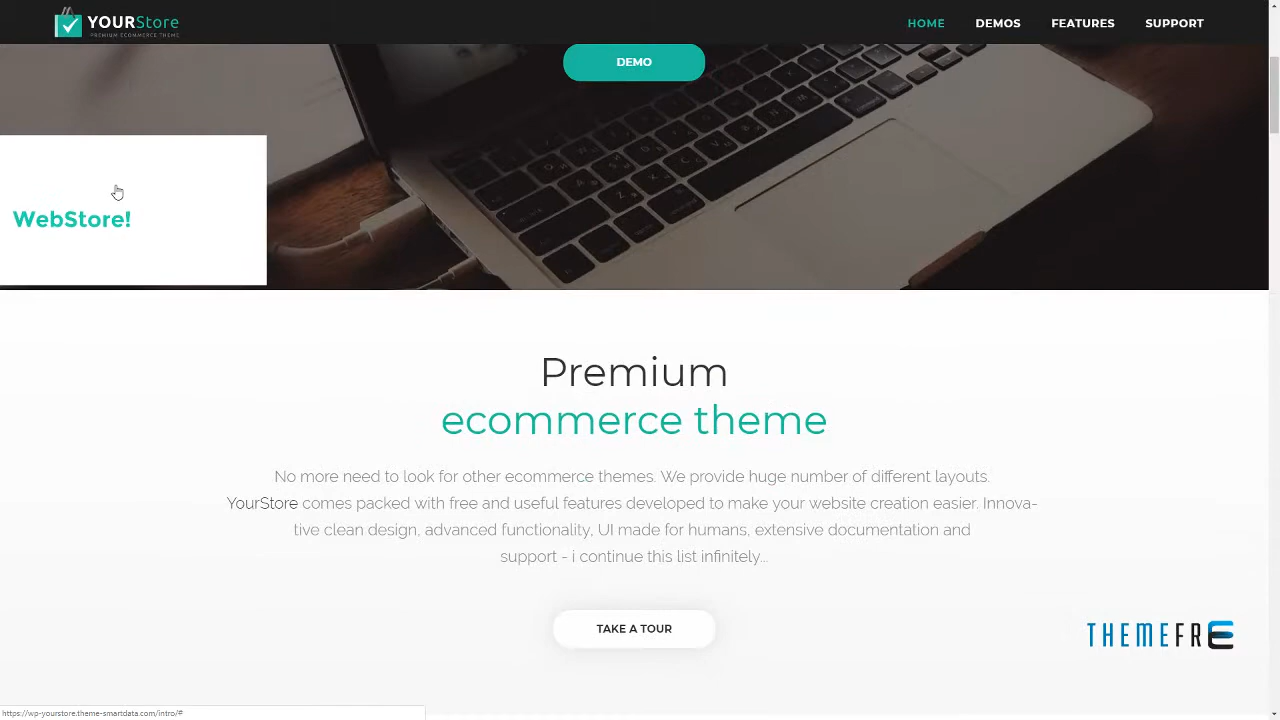 YOURStore
PREMIUM ECOMMERCE THEME
HOME
DEMOS
FEATURES
SUPPORT
DEMO
WebStore!
Premium
ecommerce theme
No more need to look for other ecommerce themes. We provide huge number of different layouts.
YourStore comes packed with free and useful features developed to make your website creation easier. Innova-
tive clean design, advanced functionality, UI made for humans, extensive documentation and
support - i continue this list infinitely...
TAKE A TOUR
THEMEFRE
https://wp-yourstore.theme-smartdata.com/intro/#